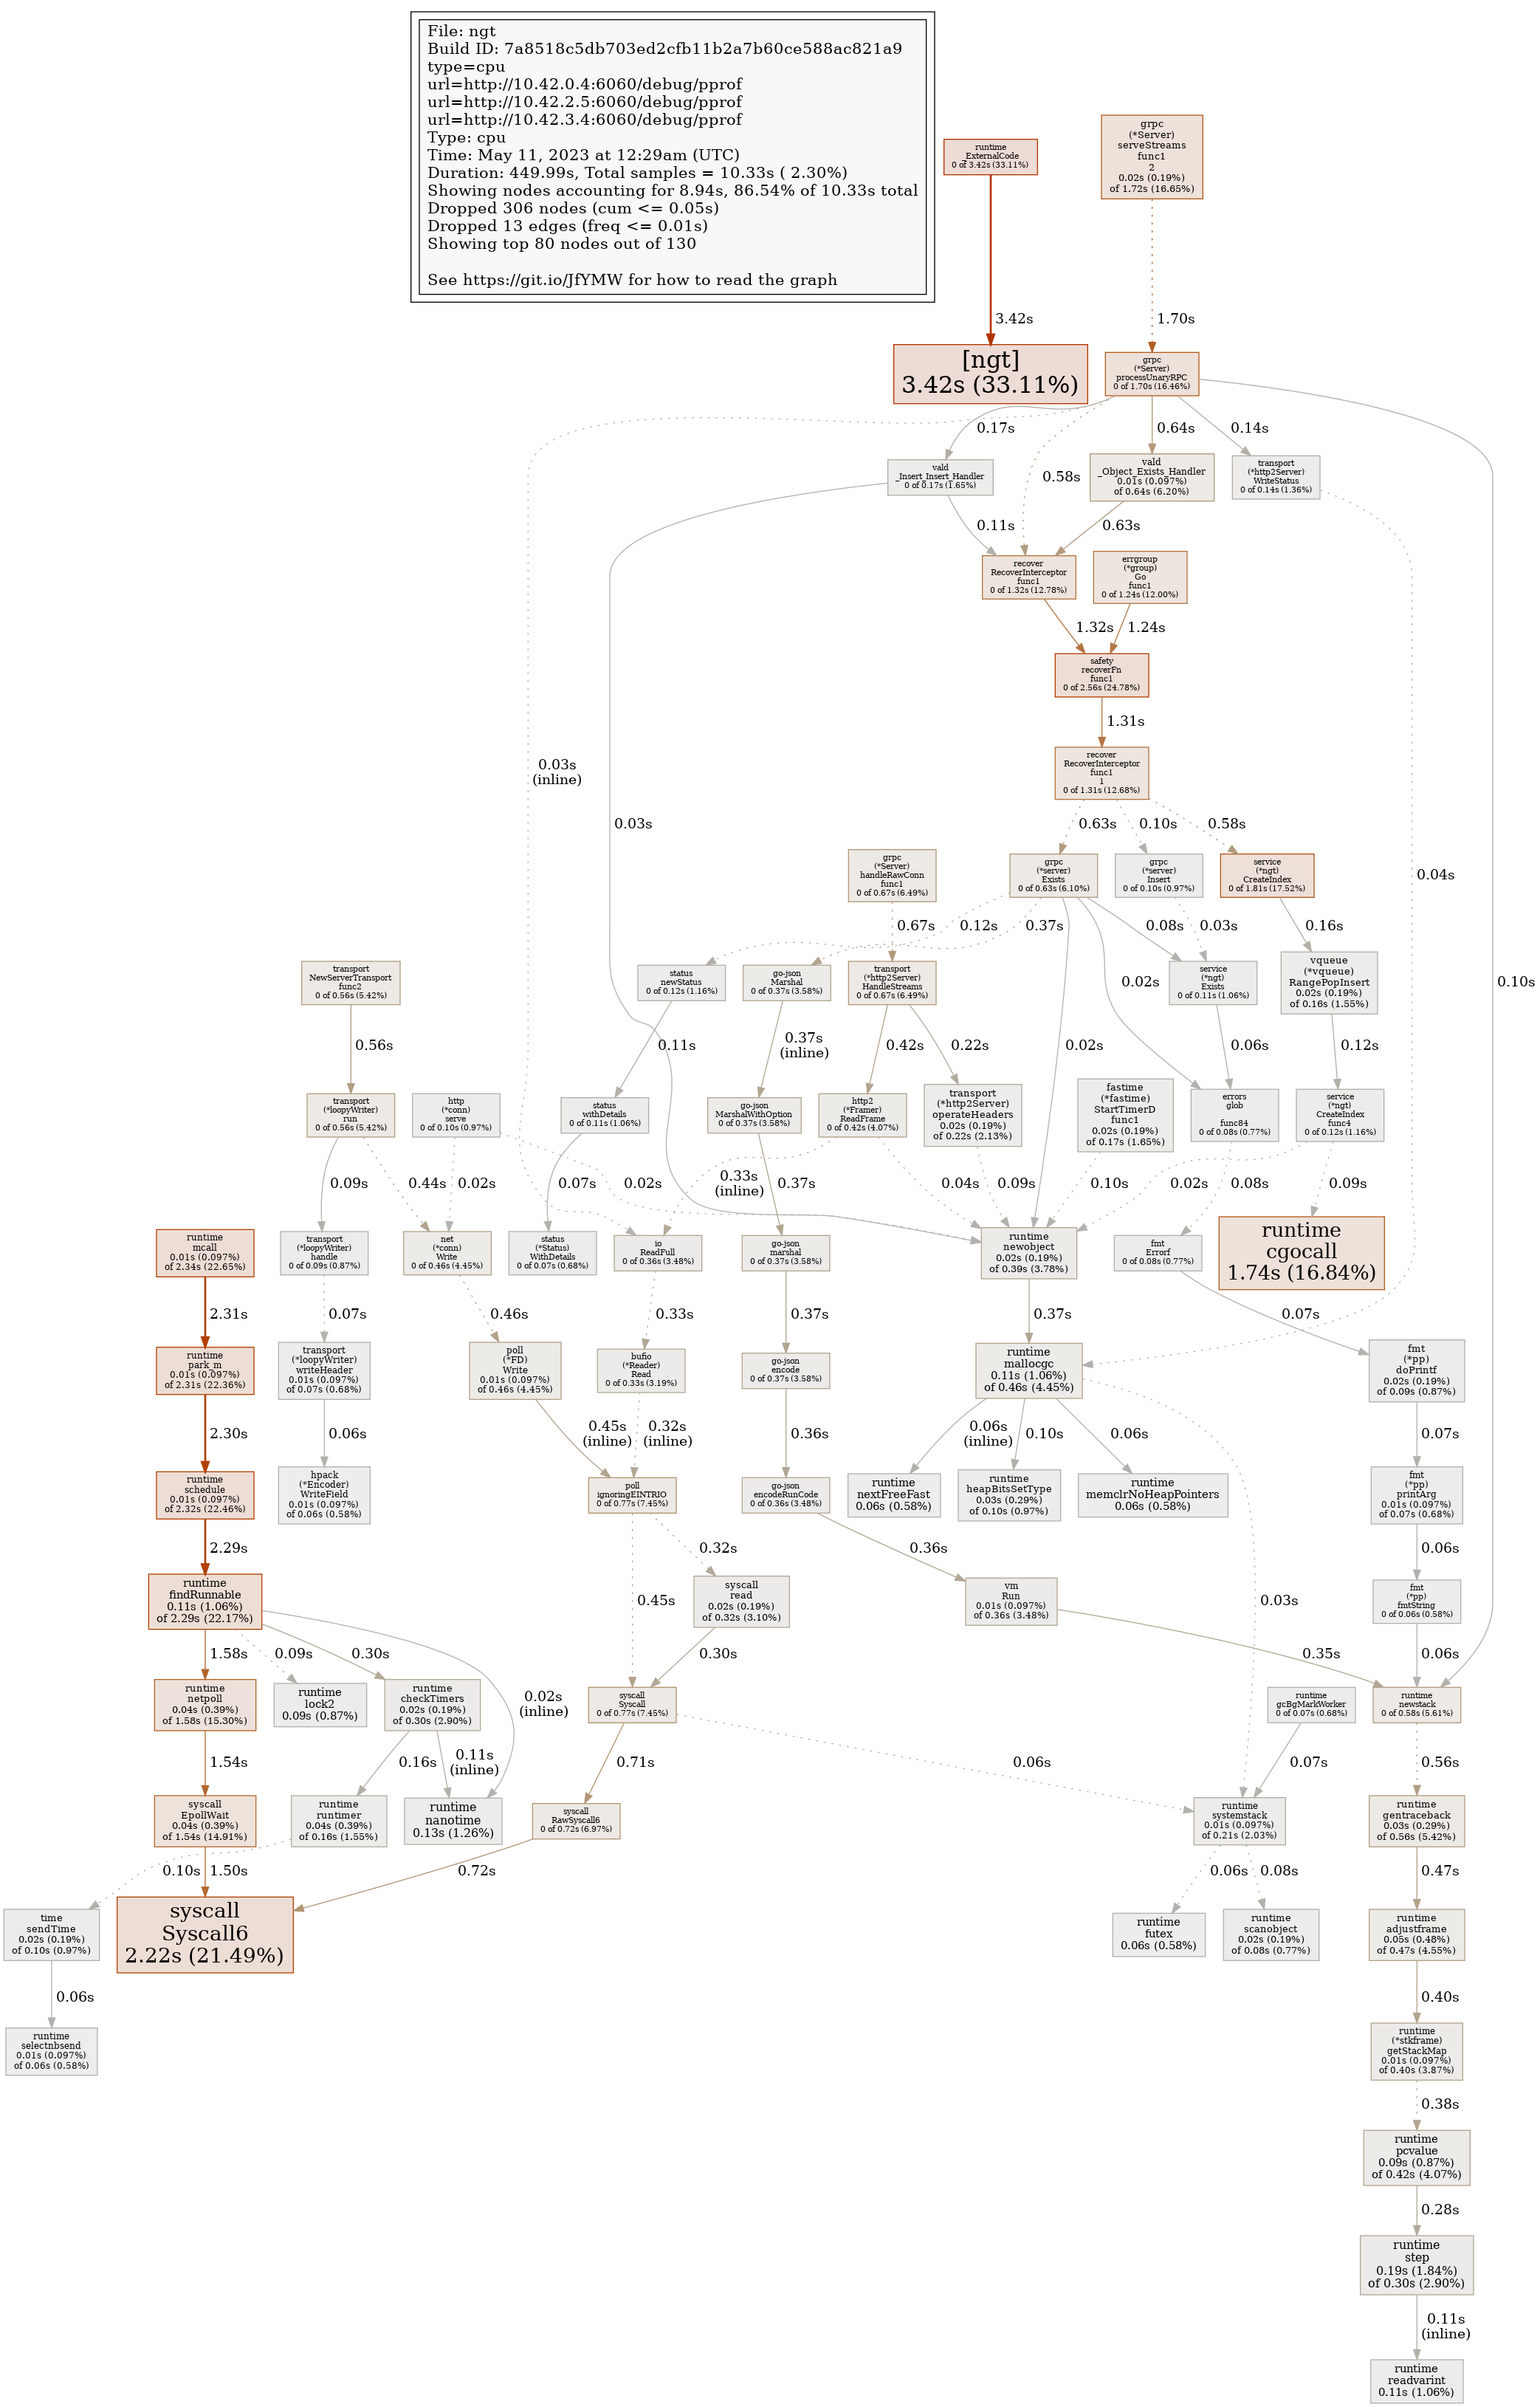 File: ngt
Build ID: 7a8518c5db703ed2cfb11b2a7b60ce588ac821a9
type=cpu
url=http://10.42.0.4:6060/debug/pprof
url=http://10.42.2.5:6060/debug/pprof
url=http://10.42.3.4:6060/debug/pprof
Type: cpu
Time: May 11, 2023 at 12:29am (UTC)
Duration: 449.99s, Total samples = 10.33s ( 2.30%)
Showing nodes accounting for 8.94s, 86.54% of 10.33s total
Dropped 306 nodes (cum <= 0.05s)
Dropped 13 edges (freq <= 0.01s)
Showing top 80 nodes out of 130
See https://git.io/JfYMW for how to read the graph
runtime
_ExternalCode
0 of 3.42s (33.11%)
grpc
(*Server)
serveStreams
func1
2
0.02s (0.19%)
of 1.72s (16.65%)
3.42s
1.70s
[ngt]
3.42s (33.11%)
grpc
(*Server)
processUnaryRPC
0 of 1.70s (16.46%)
0.17s
0.58s
0.64s
0.14s
vald
_Insert_Insert_Handler
0 of 0.17s (1.65%)
vald
_Object_Exists_Handler
0.01s (0.097%)
of 0.64s (6.20%)
transport
(*http2Server)
WriteStatus
0 of 0.14s (1.36%)
0.11s
0.63s
recover
RecoverInterceptor
func1
0 of 1.32s (12.78%)
errgroup
(*group)
Go
func1
0 of 1.24s (12.00%)
1.32s
1.24s
safety
recoverFn
func1
0 of 2.56s (24.78%)
1.31s
recover
RecoverInterceptor
func1
1
0 of 1.31s (12.68%)
0.03s
(inline)
0.03s
0.63s
0.10s
0.58s
0.04s
0.10s
grpc
(*Server)
handleRawConn
func1
0 of 0.67s (6.49%)
grpc
(*server)
Exists
0 of 0.63s (6.10%)
grpc
(*server)
Insert
0 of 0.10s (0.97%)
service
(*ngt)
CreateIndex
0 of 1.81s (17.52%)
0.67s
0.12s
0.37s
0.08s
0.03s
0.16s
transport
NewServerTransport
func2
0 of 0.56s (5.42%)
status
newStatus
0 of 0.12s (1.16%)
go-json
Marshal
0 of 0.37s (3.58%)
transport
(*http2Server)
HandleStreams
0 of 0.67s (6.49%)
0.02s
service
(*ngt)
Exists
0 of 0.11s (1.06%)
vqueue
(*vqueue)
RangePopInsert
0.02s (0.19%)
of 0.16s (1.55%)
0.56s
0.11s
0.37s
(inline)
0.42s
0.22s
0.02s
0.06s
0.12s
transport
(*loopyWriter)
run
0 of 0.56s (5.42%)
http
(*conn)
serve
0 of 0.10s (0.97%)
status
withDetails
0 of 0.11s (1.06%)
go-json
MarshalWithOption
0 of 0.37s (3.58%)
http2
(*Framer)
ReadFrame
0 of 0.42s (4.07%)
transport
(*http2Server)
operateHeaders
0.02s (0.19%)
of 0.22s (2.13%)
fastime
(*fastime)
StartTimerD
func1
0.02s (0.19%)
of 0.17s (1.65%)
errors
glob

func84
0 of 0.08s (0.77%)
service
(*ngt)
CreateIndex
func4
0 of 0.12s (1.16%)
0.09s
0.44s
0.02s
0.07s
0.02s
0.33s
(inline)
0.37s
0.04s
0.09s
0.10s
0.02s
0.08s
0.09s
runtime
mcall
0.01s (0.097%)
of 2.34s (22.65%)
transport
(*loopyWriter)
handle
0 of 0.09s (0.87%)
net
(*conn)
Write
0 of 0.46s (4.45%)
status
(*Status)
WithDetails
0 of 0.07s (0.68%)
io
ReadFull
0 of 0.36s (3.48%)
go-json
marshal
0 of 0.37s (3.58%)
runtime
newobject
0.02s (0.19%)
of 0.39s (3.78%)
fmt
Errorf
0 of 0.08s (0.77%)
runtime
cgocall
1.74s (16.84%)
2.31s
0.07s
0.46s
0.33s
0.37s
0.37s
0.07s
runtime
park_m
0.01s (0.097%)
of 2.31s (22.36%)
transport
(*loopyWriter)
writeHeader
0.01s (0.097%)
of 0.07s (0.68%)
poll
(*FD)
Write
0.01s (0.097%)
of 0.46s (4.45%)
bufio
(*Reader)
Read
0 of 0.33s (3.19%)
go-json
encode
0 of 0.37s (3.58%)
runtime
mallocgc
0.11s (1.06%)
of 0.46s (4.45%)
fmt
(*pp)
doPrintf
0.02s (0.19%)
of 0.09s (0.87%)
2.30s
0.06s
0.45s
(inline)
0.32s
(inline)
0.36s
0.06s
(inline)
0.10s
0.06s
0.07s
runtime
schedule
0.01s (0.097%)
of 2.32s (22.46%)
hpack
(*Encoder)
WriteField
0.01s (0.097%)
of 0.06s (0.58%)
poll
ignoringEINTRIO
0 of 0.77s (7.45%)
go-json
encodeRunCode
0 of 0.36s (3.48%)
runtime
nextFreeFast
0.06s (0.58%)
runtime
heapBitsSetType
0.03s (0.29%)
of 0.10s (0.97%)
runtime
memclrNoHeapPointers
0.06s (0.58%)
fmt
(*pp)
printArg
0.01s (0.097%)
of 0.07s (0.68%)
2.29s
0.32s
0.36s
0.06s
runtime
findRunnable
0.11s (1.06%)
of 2.29s (22.17%)
0.45s
syscall
read
0.02s (0.19%)
of 0.32s (3.10%)
vm
Run
0.01s (0.097%)
of 0.36s (3.48%)
0.03s
fmt
(*pp)
fmtString
0 of 0.06s (0.58%)
1.58s
0.09s
0.30s
0.02s
(inline)
0.30s
0.35s
0.06s
runtime
netpoll
0.04s (0.39%)
of 1.58s (15.30%)
runtime
lock2
0.09s (0.87%)
runtime
checkTimers
0.02s (0.19%)
of 0.30s (2.90%)
syscall
Syscall
0 of 0.77s (7.45%)
runtime
gcBgMarkWorker
0 of 0.07s (0.68%)
runtime
newstack
0 of 0.58s (5.61%)
1.54s
0.16s
0.11s
(inline)
0.71s
0.06s
0.07s
0.56s
syscall
EpollWait
0.04s (0.39%)
of 1.54s (14.91%)
runtime
runtimer
0.04s (0.39%)
of 0.16s (1.55%)
runtime
nanotime
0.13s (1.26%)
syscall
RawSyscall6
0 of 0.72s (6.97%)
runtime
systemstack
0.01s (0.097%)
of 0.21s (2.03%)
runtime
gentraceback
0.03s (0.29%)
of 0.56s (5.42%)
0.10s
1.50s
0.72s
0.06s
0.08s
0.47s
time
sendTime
0.02s (0.19%)
of 0.10s (0.97%)
syscall
Syscall6
2.22s (21.49%)
runtime
futex
0.06s (0.58%)
runtime
scanobject
0.02s (0.19%)
of 0.08s (0.77%)
runtime
adjustframe
0.05s (0.48%)
of 0.47s (4.55%)
0.06s
0.40s
runtime
selectnbsend
0.01s (0.097%)
of 0.06s (0.58%)
runtime
(*stkframe)
getStackMap
0.01s (0.097%)
of 0.40s (3.87%)
0.38s
runtime
pcvalue
0.09s (0.87%)
of 0.42s (4.07%)
0.28s
runtime
step
0.19s (1.84%)
of 0.30s (2.90%)
0.11s
(inline)
runtime
readvarint
0.11s (1.06%)